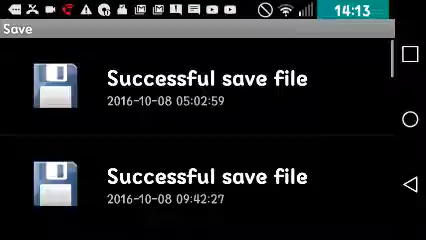 14:13
Save
Successful save file
2016-10-08 05:02:59
Successful save file
2016-10-08 09:42:27